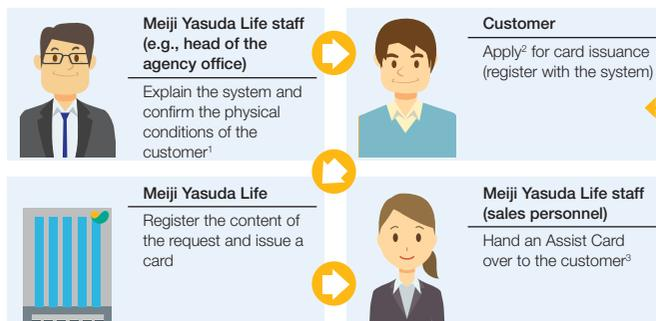 Meiji Yasuda Life staff
(e.g., head of the
agency office)
Explain the system and
confirm the physical
conditions of the
customer1
Customer
Apply2 for card issuance
(register with the system)
Meiji Yasuda Life
Register the content of
the request and issue a
card
Meiji Yasuda Life staff
(sales personnel)
Hand an Assist Card
over to the customer3